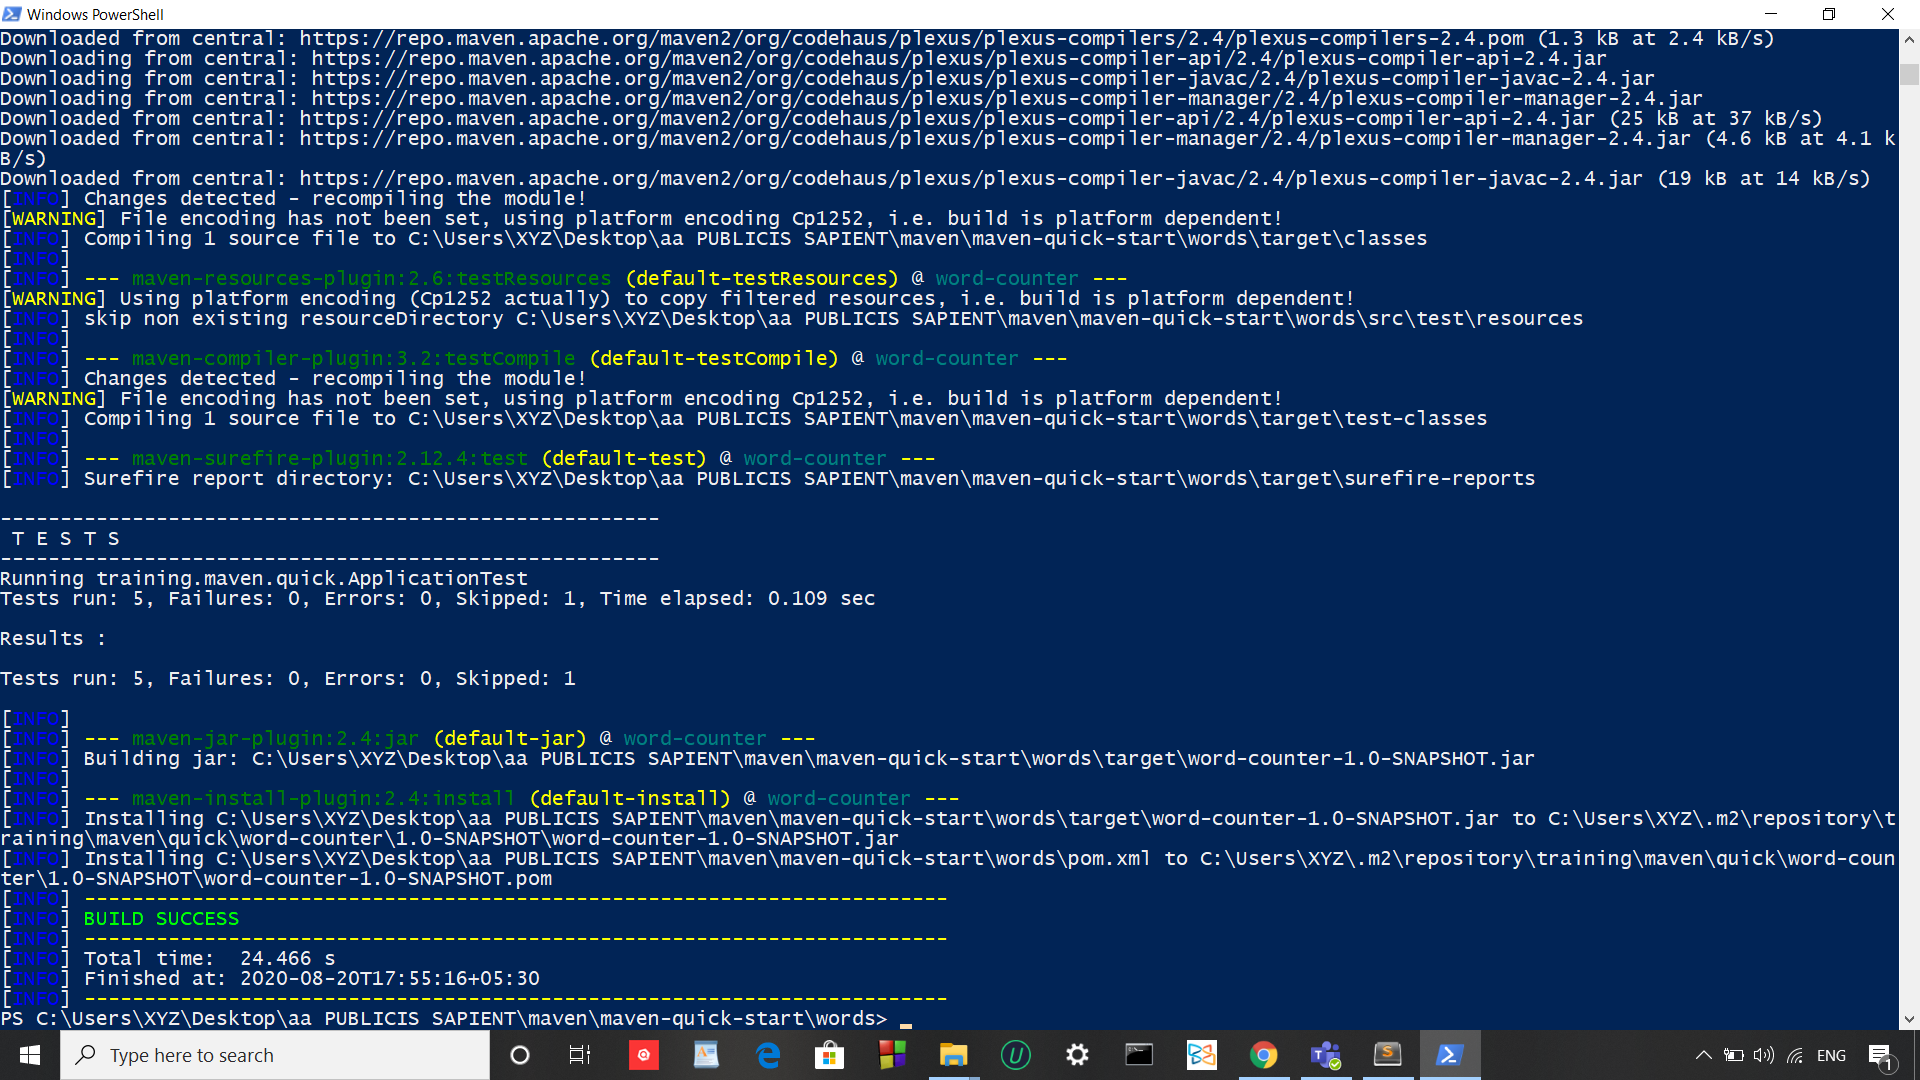 Windows PowerShell
Downloaded from central: https://repo.maven.apache.org/maven2/org/codehaus/plexus/plexus-compilers/2.4/plexus-compilers-2.4.pom (1.3 kB at 2.4 kB/s)
Downloading from central: https://repo.maven.apache.org/maven2/org/codehaus/plexus/plexus-compiler-api/2.4/plexus-compiler-api-2.4.jar
Downloading from central: https://repo.maven.apache.org/maven2/org/codehaus/plexus/plexus-compiler-javac/2.4/plexus-compiler-javac-2.4.jar
Downloading from central: https://repo.maven.apache.org/maven2/org/codehaus/plexus/plexus-compiler-manager/2.4/plexus-compiler-manager-2.4.jar
Downloaded from central: https://repo.maven.apache.org/maven2/org/codehaus/plexus/plexus-compiler-api/2.4/plexus-compiler-api-2.4.jar (25 kB at 37 kB/s)
Downloaded from central: https://repo.maven.apache.org/maven2/org/codehaus/plexus/plexus-compiler-manager/2.4/plexus-compiler-manager-2.4.jar (4.6 kB at 4.1 k
B/s)
Downloaded from central: https://repo.maven.apache.org/maven2/org/codehaus/plexus/plexus-compiler-javac/2.4/plexus-compiler-javac-2.4.jar (19 kB at 14 kB/s)
[INFO] Changes detected - recompiling the module!
[WARNING] File encoding has not been set, using platform encoding Cp1252, i.e. build is platform dependent!
[INFO] Compiling 1 source file to C:\Users\XYZ\Desktop\aa PUBLICIS SAPIENT\maven\maven-quick-start\words\target\classes
[INFO]
[INFO] --- maven-resources-plugin:2.6:testResources (default-testResources) @ word-counter ---
[WARNING] Using platform encoding (Cp1252 actually) to copy filtered resources, i.e. build is platform dependent!
[INFO] skip non existing resourceDirectory C:\Users\XYZ\Desktop\aa PUBLICIS SAPIENT\maven\maven-quick-start\words\src\test\resources
[INFO]
[INFO] --- maven-compiler-plugin:3.2:testCompile (default-testCompile) @ word-counter ---
[INFO] Changes detected - recompiling the module!
[WARNING] File encoding has not been set, using platform encoding Cp1252, i.e. build is platform dependent!
[INFO] Compiling 1 source file to C:\Users\XYZ\Desktop\aa PUBLICIS SAPIENT\maven\maven-quick-start\words\target\test-classes
[INFO]
[INFO] --- maven-surefire-plugin:2.12.4:test (default-test) @ word-counter ---
[INFO] Surefire report directory: C:\Users\XYZ\Desktop\aa PUBLICIS SAPIENT\maven\maven-quick-start\words\target\surefire-reports
-------------------------------------------------------
T E S T S
-------------------------------------------------------
Running training.maven.quick.ApplicationTest
Tests run: 5, Failures: 0, Errors: 0, Skipped: 1, Time elapsed: 0.109 sec
Results :
Tests run: 5, Failures: 0, Errors: 0, Skipped: 1
[INFO]
[INFO] --- maven-jar-plugin:2.4:jar (default-jar) @ word-counter ---
[INFO] Building jar: C:\Users\XYZ\Desktop\aa PUBLICIS SAPIENT\maven\maven-quick-start\words\target\word-counter-1.0-SNAPSHOT.jar
[INFO]
[INFO] --- maven-install-plugin:2.4:install (default-install) @ word-counter ---
[INFO] Installing C:\Users\XYZ\Desktop\aa PUBLICIS SAPIENT\maven\maven-quick-start\words\target\word-counter-1.0-SNAPSHOT.jar to C:\Users\XYZ\.m2\repository\t
raining\maven\quick\word-counter\1.0-SNAPSHOT\word-counter-1.0-SNAPSHOT.jar
[INFO] Installing C:\Users\XYZ\Desktop\aa PUBLICIS SAPIENT\maven\maven-quick-start\words\pom.xml to C:\Users\XYZ\.m2\repository\training\maven\quick\word-coun
ter\1.0-SNAPSHOT\word-counter-1.0-SNAPSHOT.pom
[INFO] ------------------------------------------------------------------------
[INFO] BUILD SUCCESS
[INFO] ------------------------------------------------------------------------
[INFO] Total time:  24.466 s
[INFO] Finished at: 2020-08-20T17:55:16+05:30
[INFO] ------------------------------------------------------------------------
PS C:\Users\XYZ\Desktop\aa PUBLICIS SAPIENT\maven\maven-quick-start\words>
Type here to search
ENG
1